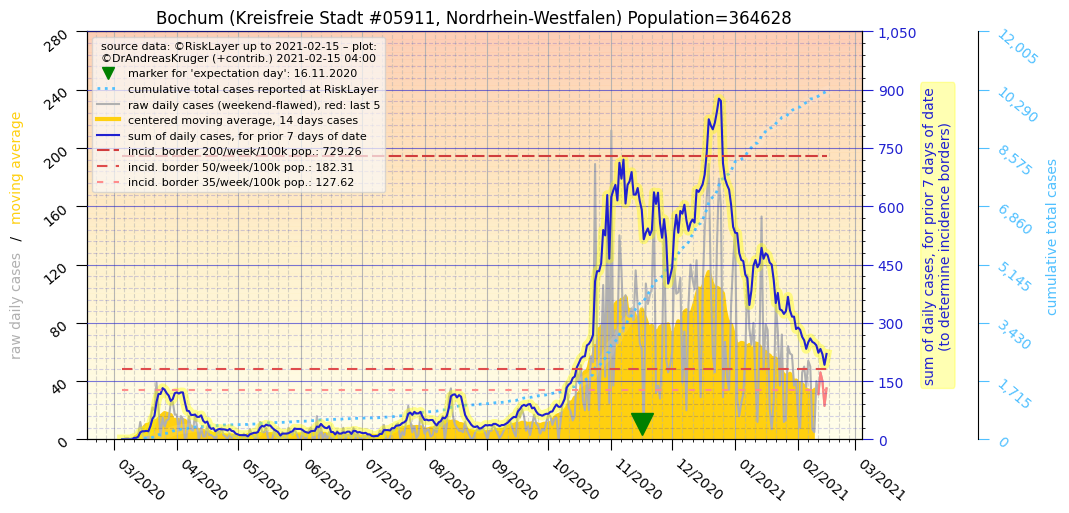 Bochum (Kreisfreie Stadt #05911, Nordrhein-Westfalen) Population=364628
source data: ©RiskLayer up to 2021-02-15 – plot:
©DrAndreasKruger (+contrib.) 2021-02-15 04:00
marker for 'expectation day': 16.11.2020
cumulative total cases reported at RiskLayer
raw daily cases (weekend-flawed), red: last 5
centered moving average, 14 days cases
sum of daily cases, for prior 7 days of date
incid. border 200/week/100k pop.: 729.26
incid. border 50/week/100k pop.: 182.31
incid. border 35/week/100k pop.: 127.62
raw daily cases / moving average
280
240
200
160
120
80
40
0
03/2020
04/2020
05/2020
06/2020
07/2020
08/2020
09/2020
10/2020
11/2020
12/2020
01/2021
02/2021
03/2021
1,050
900
750
600
450
300
150
0
sum of daily cases, for prior 7 days of date
(to determine incidence borders)
12,005
10,290
8,575
6,860
5,145
3,430
1,715
0
cumulative total cases